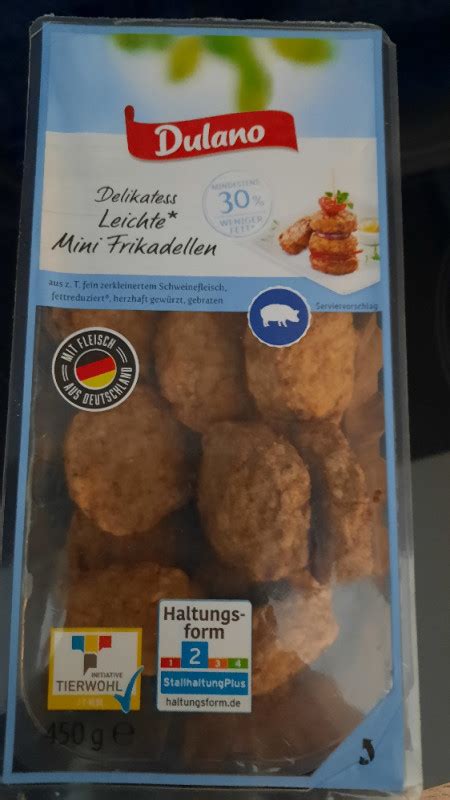 Dulano
Delikatess
Leichte*
Mini Frikadellen
MINDESTENS
30%
WENIGER
FETT*
aus z. T. fein zerkleinertem Schweinefleisch,
fettreduziert*, herzhaft gewürzt, gebraten
Serviervorschlag
MIT FLEISCH
AUS DEUTSCHLAND
Haltungs-
form
1 2 3 4
StallhaltungPlus
haltungsform.de
INITIATIVE
TIERWOHL
450 g ℮